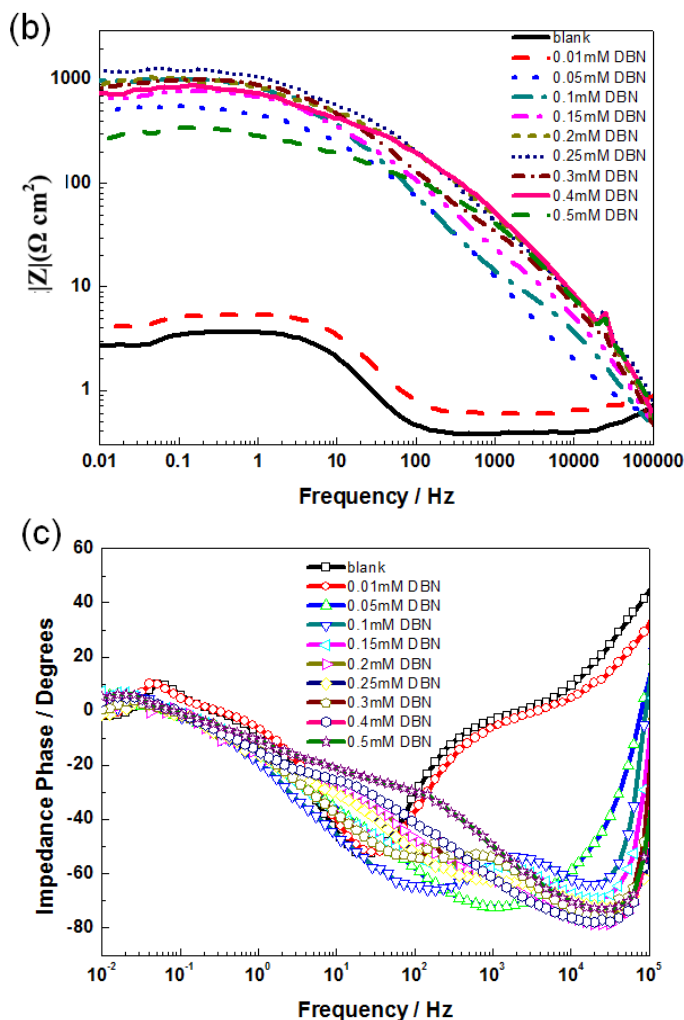 (b)
blank
0.01mM DBN
0.05mM DBN
0.1mM DBN
0.15mM DBN
0.2mM DBN
0.25mM DBN
0.3mM DBN
0.4mM DBN
0.5mM DBN
1000
100
10
1
|Z|(Ω cm²)
0.01 0.1 1 10 100 1000 10000 100000
Frequency / Hz
(c)
60
40
20
0
-20
-40
-60
-80
Impedance Phase / Degrees
blank
0.01mM DBN
0.05mM DBN
0.1mM DBN
0.15mM DBN
0.2mM DBN
0.25mM DBN
0.3mM DBN
0.4mM DBN
0.5mM DBN
10⁻² 10⁻¹ 10⁰ 10¹ 10² 10³ 10⁴ 10⁵
Frequency / Hz